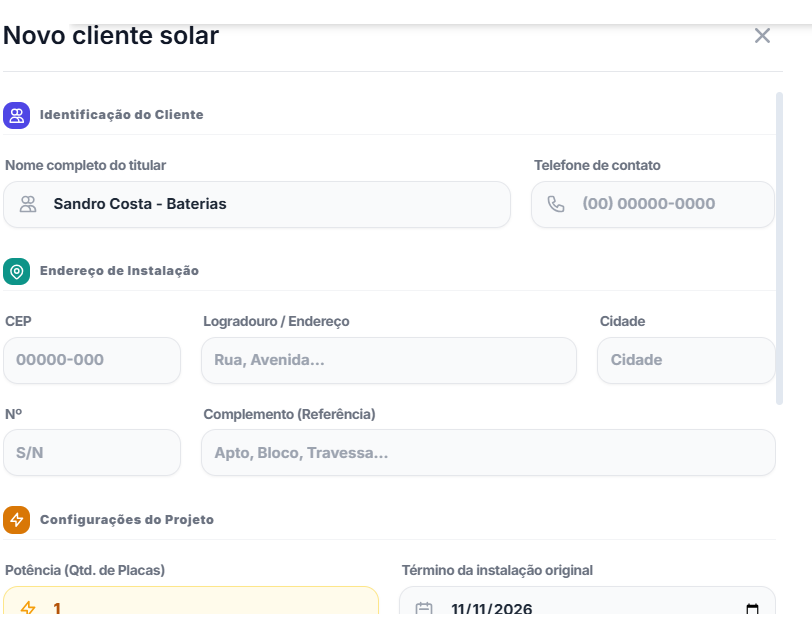 Novo cliente solar
Identificação do Cliente
Nome completo do titular
Telefone de contato
Sandro Costa - Baterias
(00) 00000-0000
Endereço de Instalação
CEP
Logradouro / Endereço
Cidade
00000-000
Rua, Avenida...
Cidade
Nº
Complemento (Referência)
S/N
Apto, Bloco, Travessa...
Configurações do Projeto
Potência (Qtd. de Placas)
Término da instalação original
1
11/11/2026